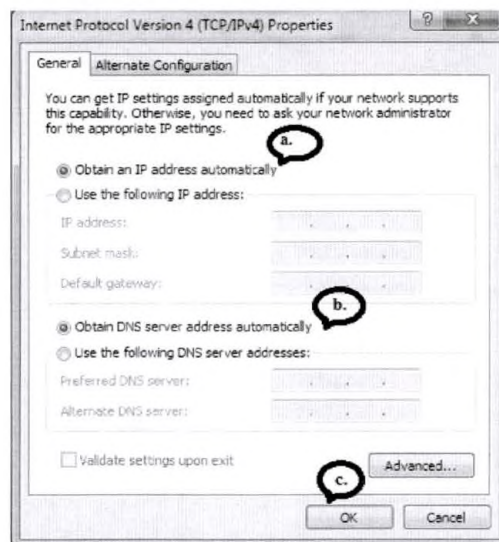 Internet Protocol Version 4 (TCP/IPv4) Properties
?
X
General
Alternate Configuration
You can get IP settings assigned automatically if your network supports
this capability. Otherwise, you need to ask your network administrator
for the appropriate IP settings.
a.
Obtain an IP address automatically
Use the following IP address:
IP address:
Subnet mask:
Default gateway:
b.
Obtain DNS server address automatically
Use the following DNS server addresses:
Preferred DNS server:
Alternate DNS server:
Validate settings upon exit
Advanced...
c.
OK
Cancel